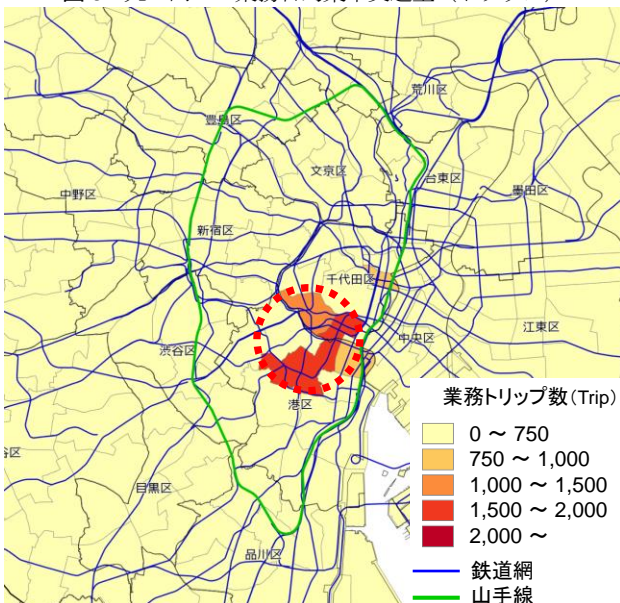 荒川区
豊島区
文京区
台東区
墨田区
中野区
新宿区
千代田区
中央区
江東区
渋谷区
港区
谷区
目黒区
品川区
業務トリップ数(Trip)
0 ～ 750
750 ～ 1,000
1,000 ～ 1,500
1,500 ～ 2,000
2,000 ～
鉄道網
山手線